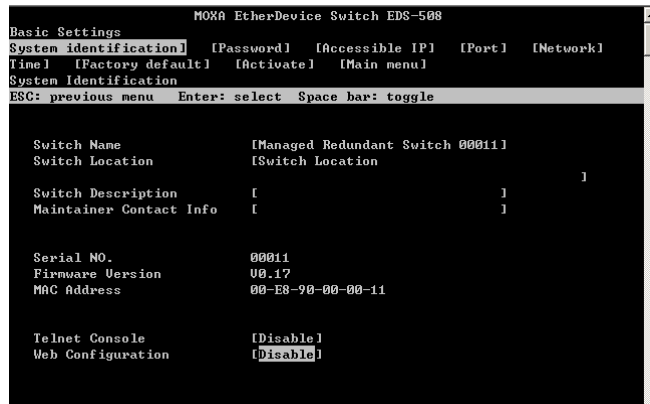 MOXA EtherDevice Switch EDS-508
Basic Settings
System identification] [Password] [Accessible IP] [Port] [Network]
Time] [Factory default] [Activate] [Main menu]
System Identification
ESC: previous menu Enter: select Space bar: toggle
Switch Name [Managed Redundant Switch 00011]
Switch Location [Switch Location
]
Switch Description [ ]
Maintainer Contact Info [ ]
Serial NO. 00011
Firmware Version V0.17
MAC Address 00-E8-90-00-00-11
Telnet Console [Disable]
Web Configuration [Disable]